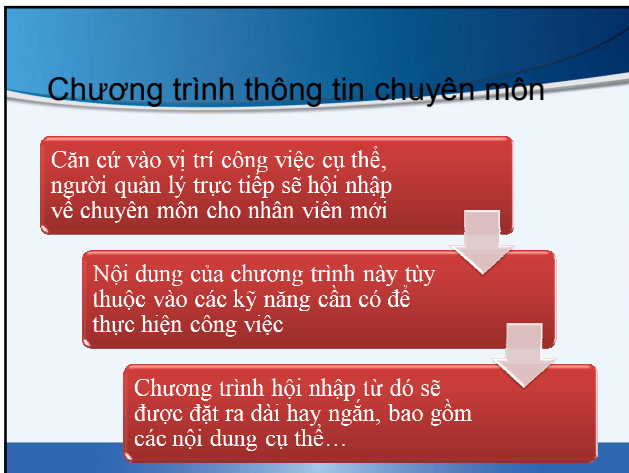 Chương trình thông tin chuyên môn
Căn cứ vào vị trí công việc cụ thể,
người quản lý trực tiếp sẽ hội nhập
về chuyên môn cho nhân viên mới
Nội dung của chương trình này tùy
thuộc vào các kỹ năng cần có để
thực hiện công việc
Chương trình hội nhập từ đó sẽ
được đặt ra dài hay ngắn, bao gồm
các nội dung cụ thể…